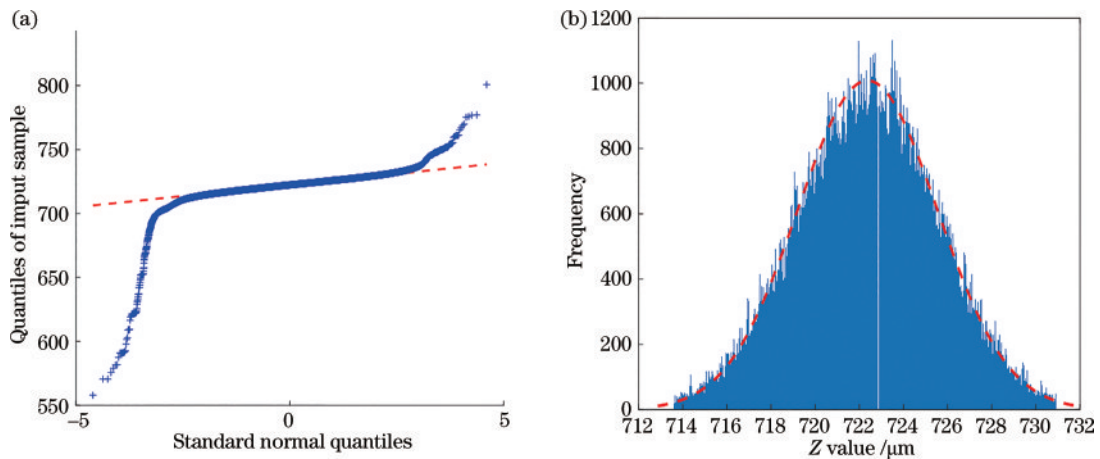 (a)
800
750
700
650
600
550
−5
0
5
Quantiles of imput sample
Standard normal quantiles
(b)
1200
1000
800
600
400
200
0
712 714 716 718 720 722 724 726 728 730 732
Frequency
Z value /μm